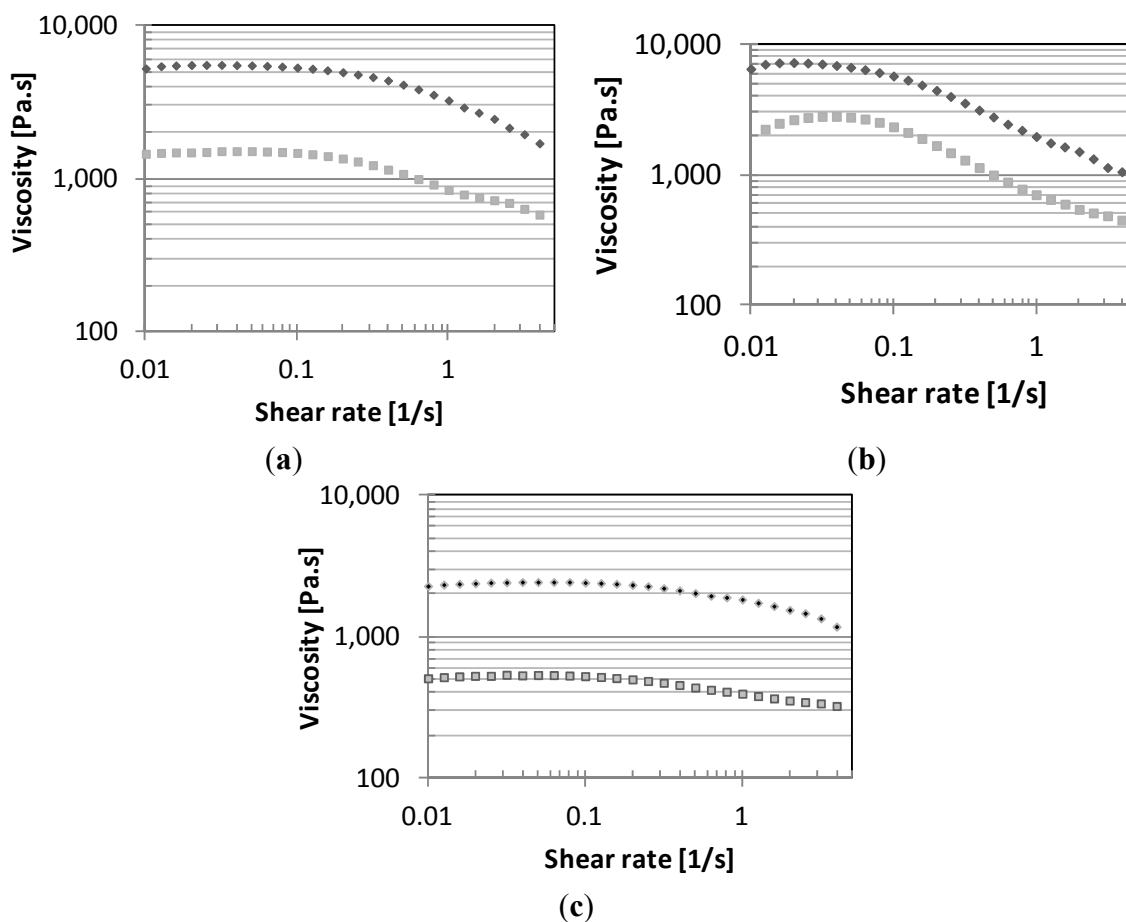 10,000
1,000
100
Viscosity [Pa.s]
0.01 0.1 1
Shear rate [1/s]
(a)
10,000
1,000
100
Viscosity [Pa.s]
0.01 0.1 1
Shear rate [1/s]
(b)
10,000
1,000
100
Viscosity [Pa.s]
0.01 0.1 1
Shear rate [1/s]
(c)